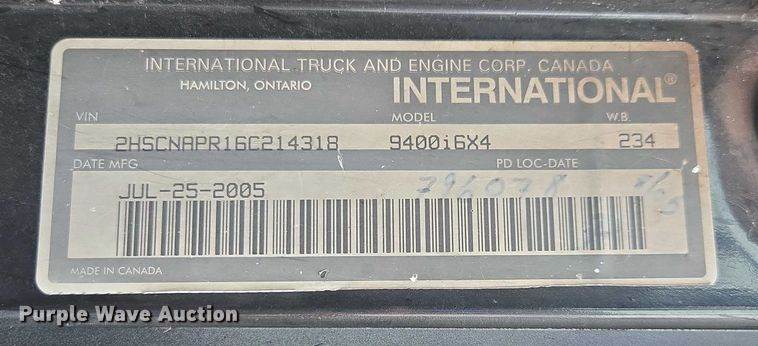 INTERNATIONAL TRUCK AND ENGINE CORP. CANADA
HAMILTON, ONTARIO INTERNATIONAL®
VIN MODEL W.B.
2HSCNAPR16C214318 9400i6X4 234
DATE MFG PD LOC-DATE
JUL-25-2005 796078
MADE IN CANADA
Purple Wave Auction